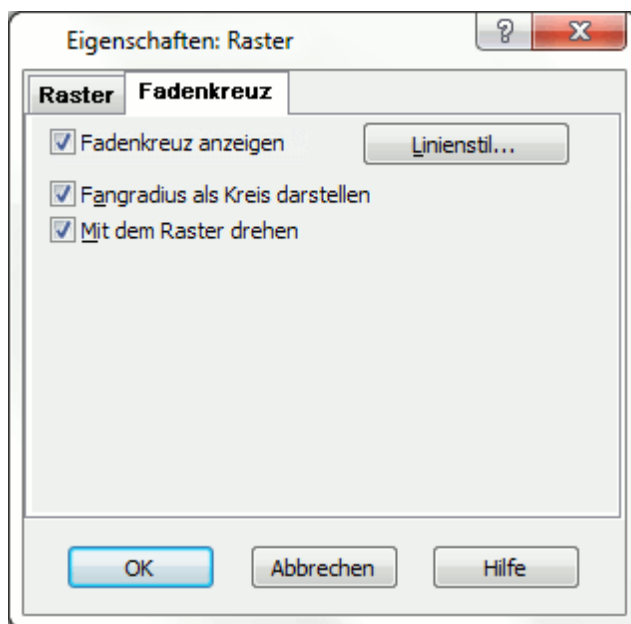 Eigenschaften: Raster
Raster Fadenkreuz
Fadenkreuz anzeigen Linienstil...
Fangradius als Kreis darstellen
Mit dem Raster drehen
OK Abbrechen Hilfe